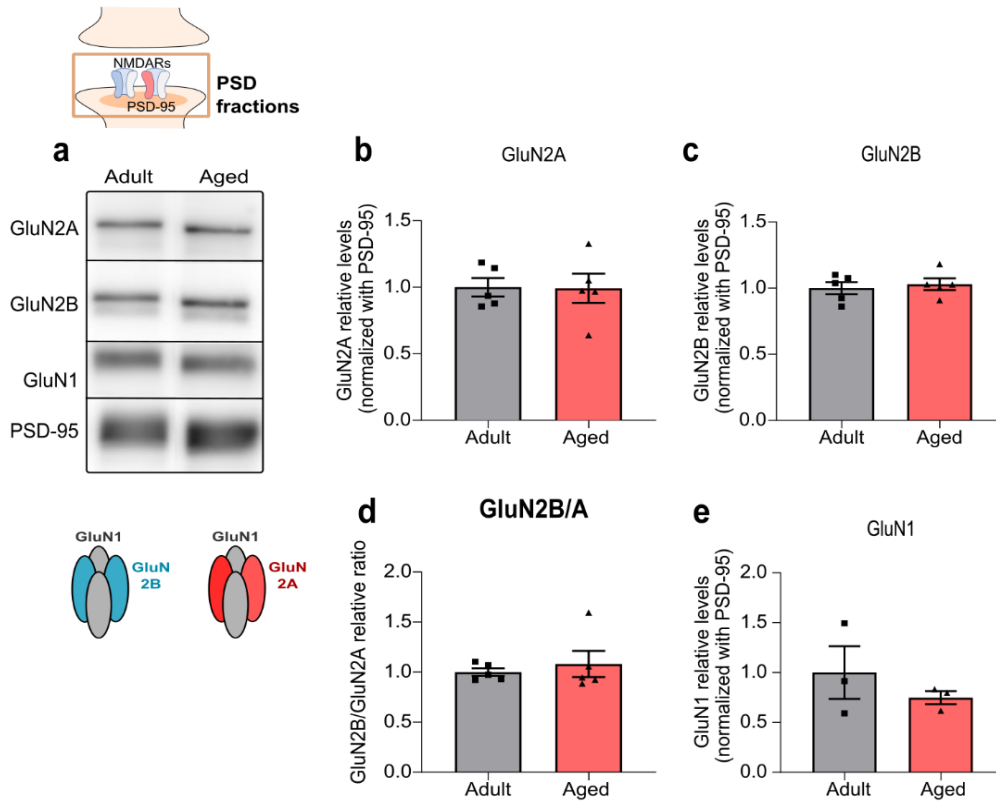 NMDARs
PSD-95
PSD
fractions
a
Adult Aged
GluN2A
GluN2B
GluN1
PSD-95
b
GluN2A
GluN2A relative levels
(normalized with PSD-95)
1.5
1.0
0.5
0.0
Adult Aged
c
GluN2B
GluN2B relative levels
(normalized with PSD-95)
1.5
1.0
0.5
0.0
Adult Aged
GluN1
GluN
2B
GluN1
GluN
2A
d
GluN2B/A
GluN2B/GluN2A relative ratio
2.0
1.5
1.0
0.5
0.0
Adult Aged
e
GluN1
GluN1 relative levels
(normalized with PSD-95)
2.0
1.5
1.0
0.5
0.0
Adult Aged